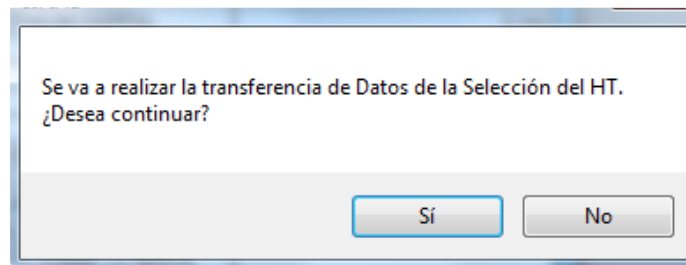 Se va a realizar la transferencia de Datos de la Selección del HT.
¿Desea continuar?
Sí
No